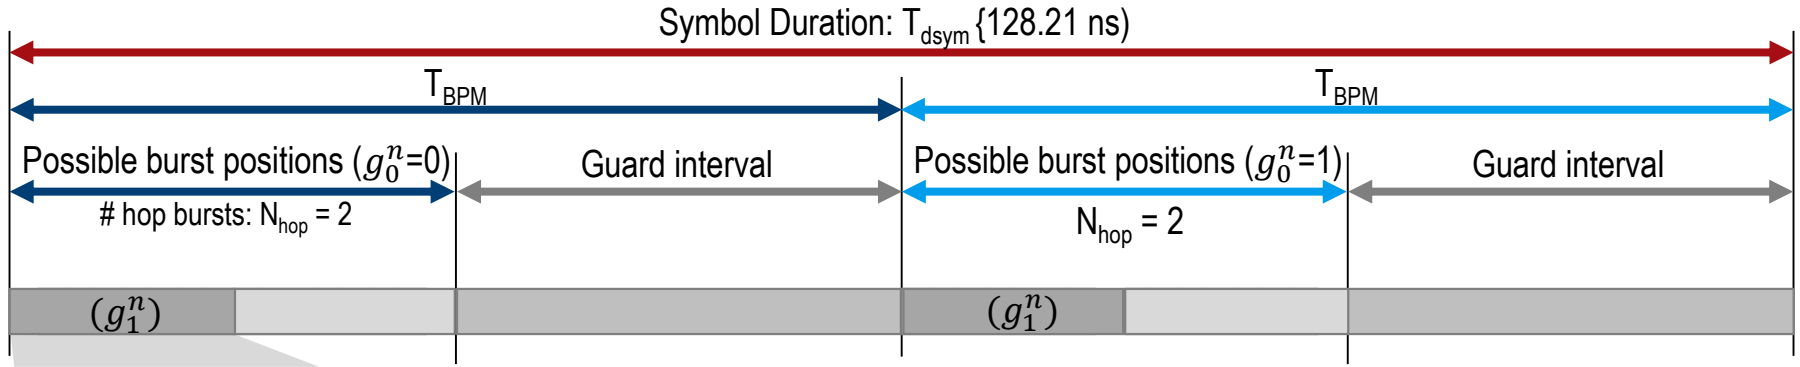 Symbol Duration: T_dsym {128.21 ns)
T_BPM T_BPM
Possible burst positions (g_0^n=0) Guard interval Possible burst positions (g_0^n=1) Guard interval
# hop bursts: N_hop = 2 N_hop = 2
(g_1^n) (g_1^n)